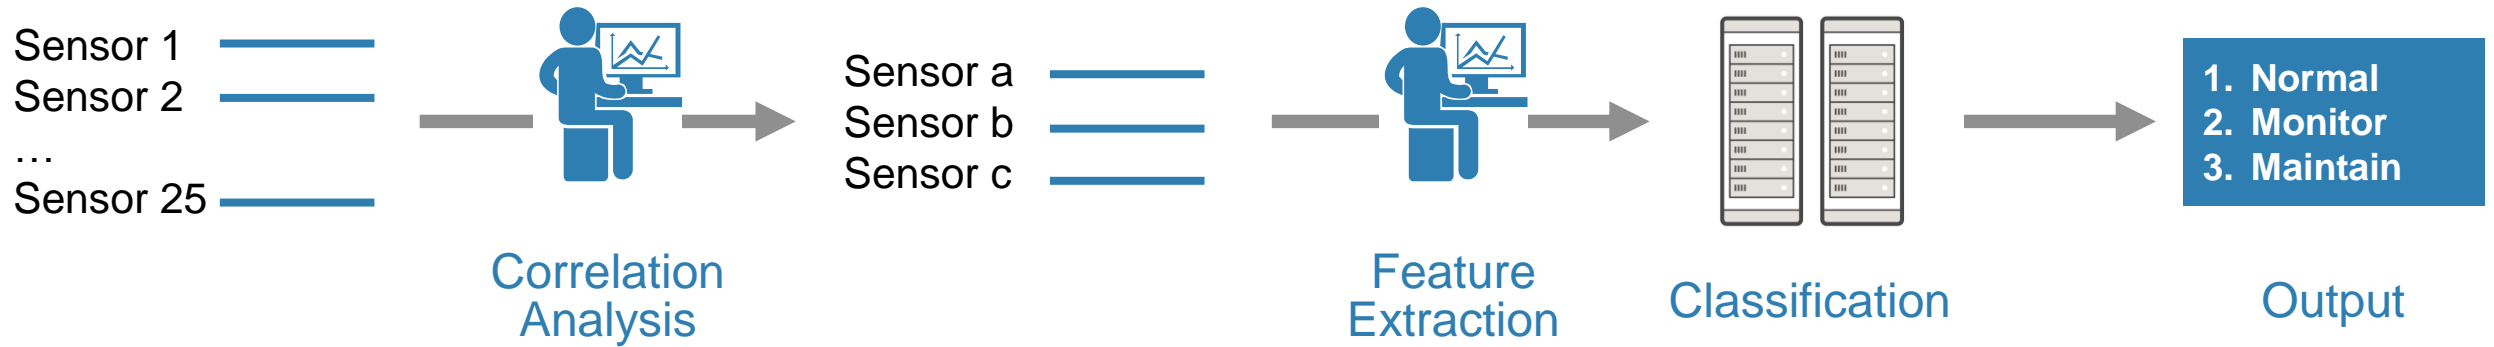 Sensor 1
Sensor 2
…
Sensor 25
Correlation
Analysis
Sensor a
Sensor b
Sensor c
Feature
Extraction
Classification
1. Normal
2. Monitor
3. Maintain
Output